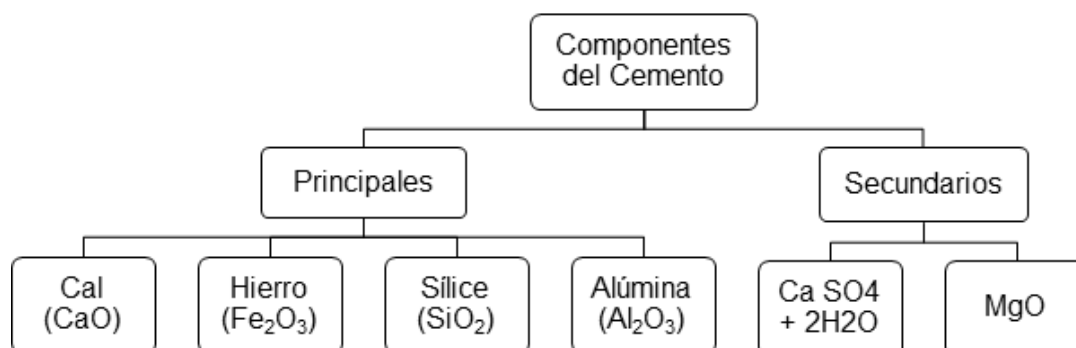 Componentes
del Cemento
Principales
Secundarios
Cal
(CaO)
Hierro
(Fe₂O₃)
Sílice
(SiO₂)
Alúmina
(Al₂O₃)
Ca SO4
+ 2H2O
MgO